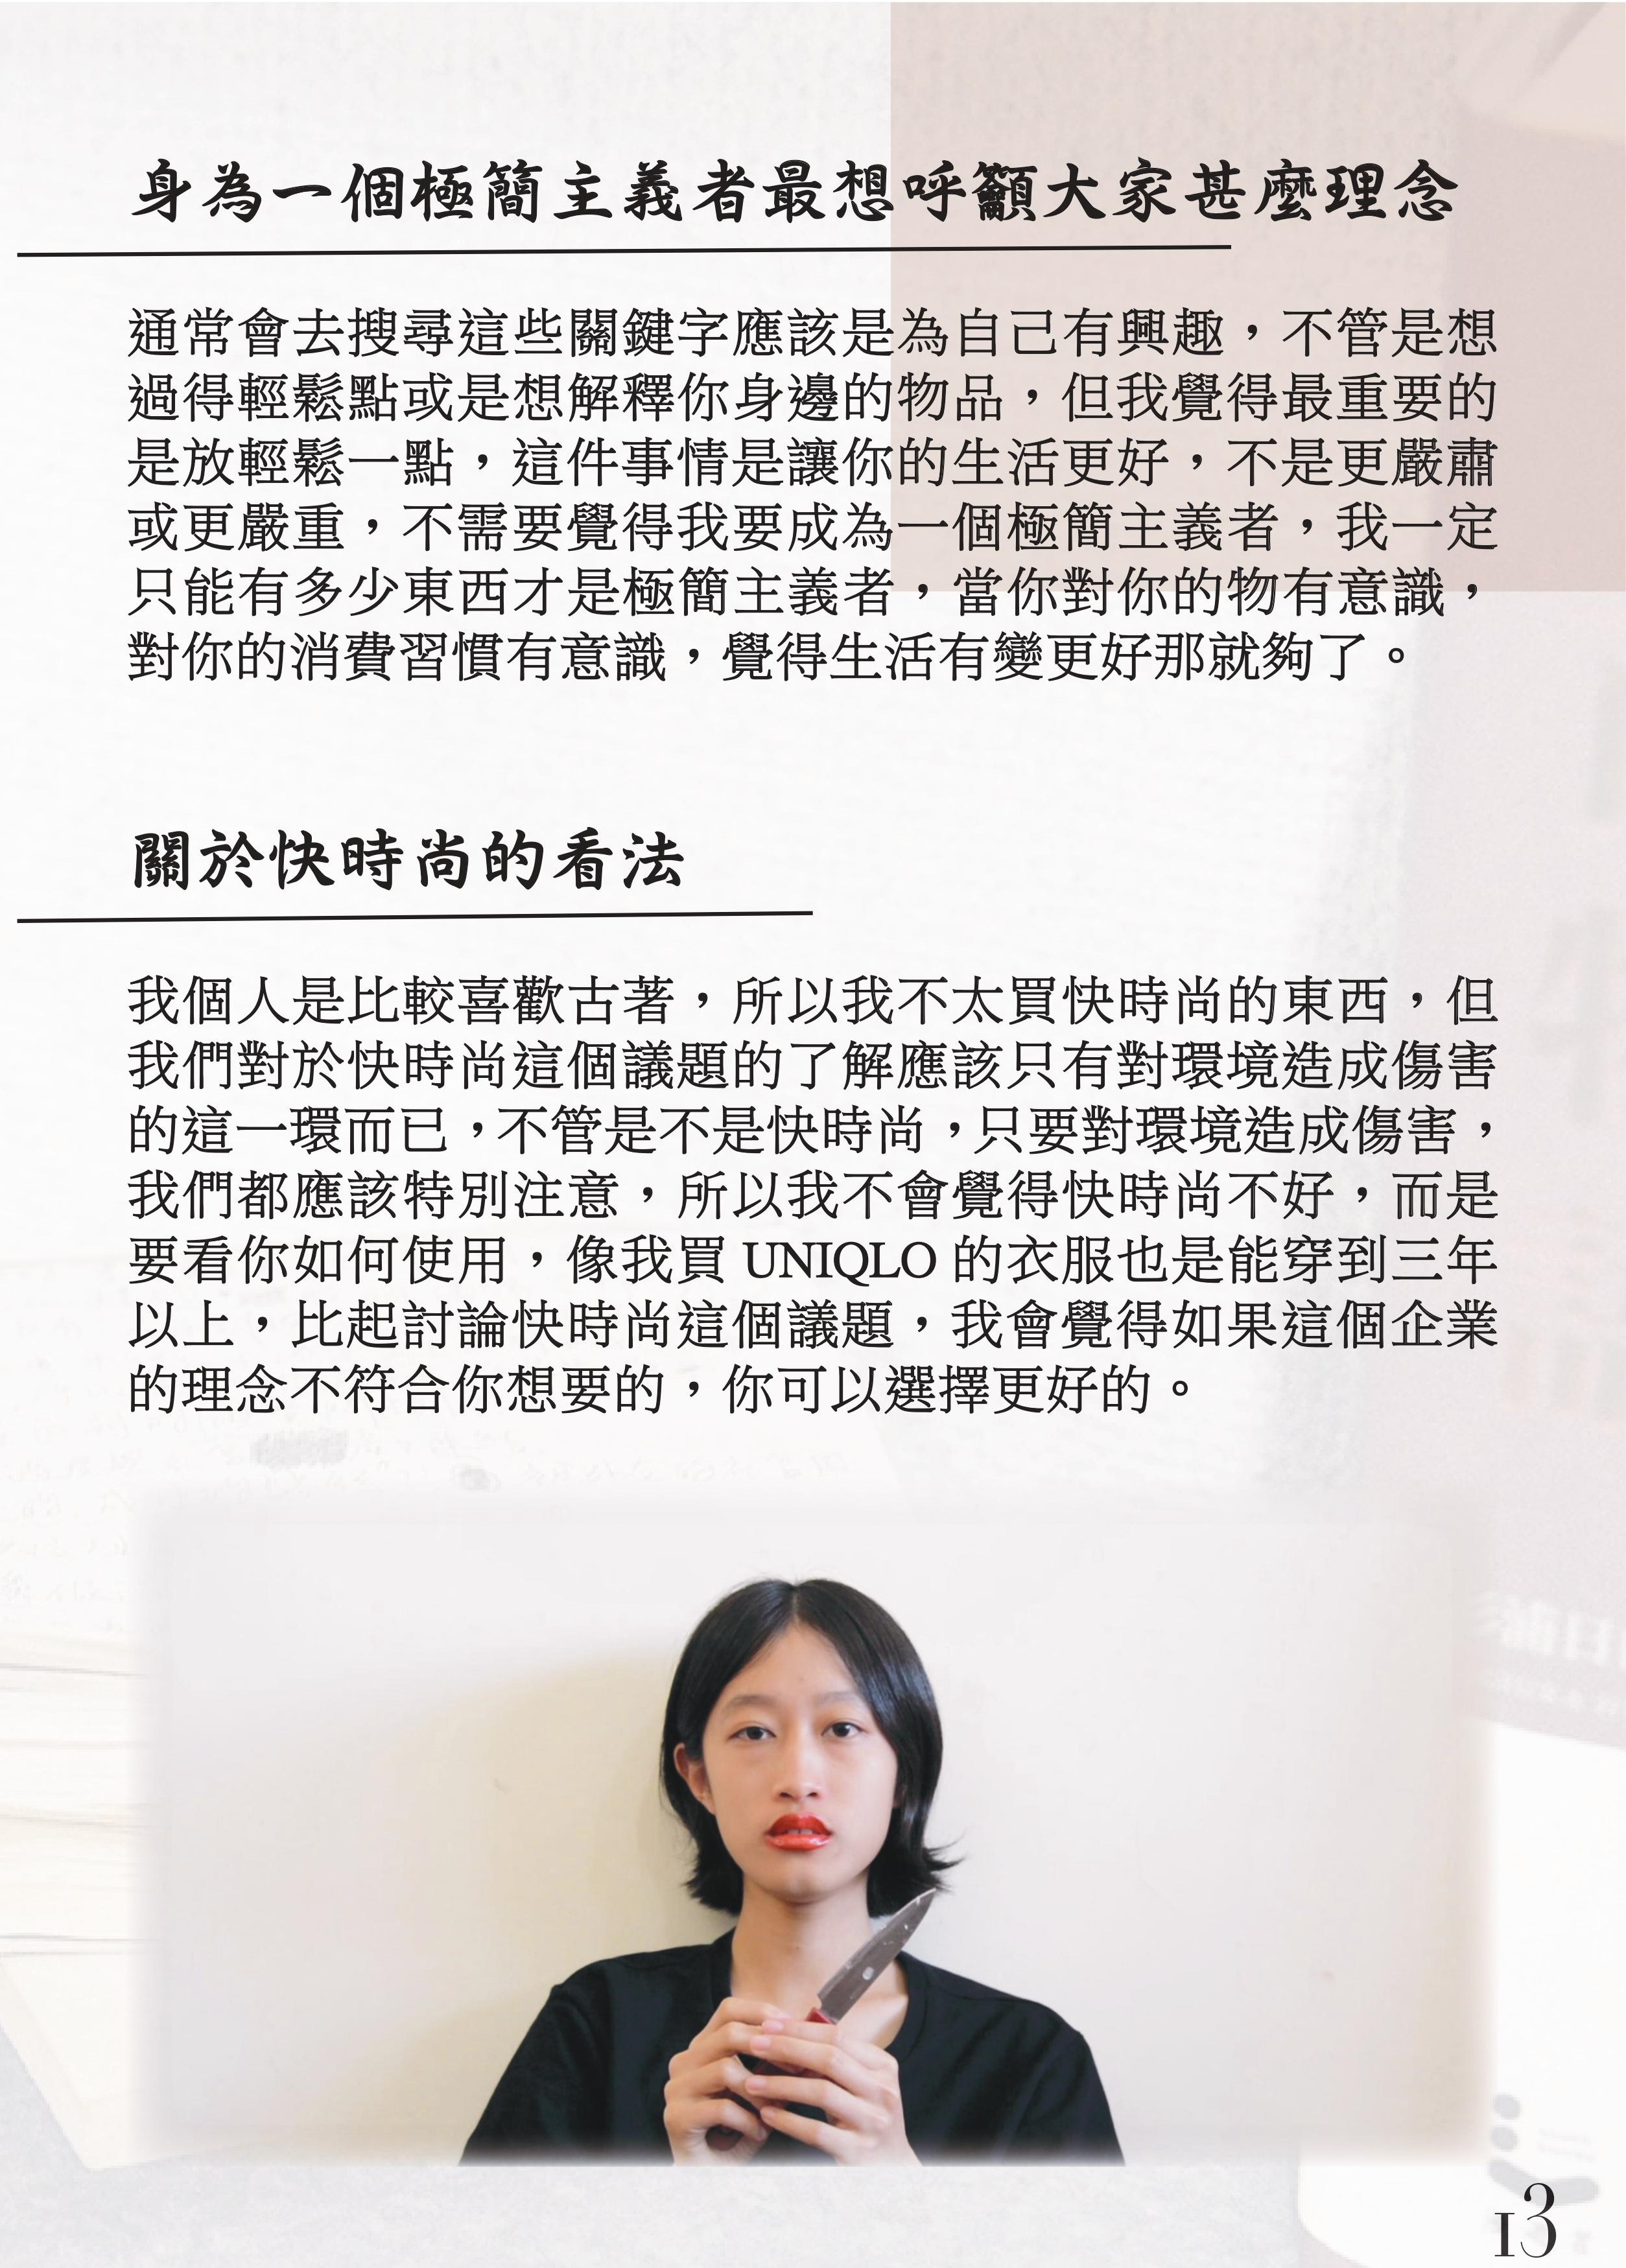 身為一個極簡主義者最想呼籲大家甚麼理念
通常會去搜尋這些關鍵字應該是為自己有興趣，不管是想
過得輕鬆點或是想解釋你身邊的物品，但我覺得最重要的
是放輕鬆一點，這件事情是讓你的生活更好，不是更嚴肅
或更嚴重，不需要覺得我要成為一個極簡主義者，我一定
只能有多少東西才是極簡主義者，當你對你的物有意識，
對你的消費習慣有意識，覺得生活有變更好那就夠了。
關於快時尚的看法
我個人是比較喜歡古著，所以我不太買快時尚的東西，但
我們對於快時尚這個議題的了解應該只有對環境造成傷害
的這一環而已，不管是不是快時尚，只要對環境造成傷害，
我們都應該特別注意，所以我不會覺得快時尚不好，而是
要看你如何使用，像我買 UNIQLO 的衣服也是能穿到三年
以上，比起討論快時尚這個議題，我會覺得如果這個企業
的理念不符合你想要的，你可以選擇更好的。
13